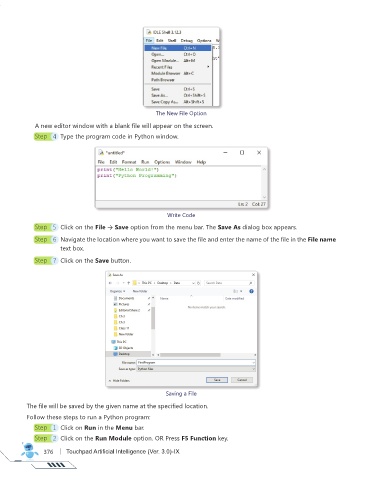 IDLE Shell 3.12.3
File Edit Shell Debug Options W
New File Ctrl+N
Open... Ctrl+O
Open Module... Alt+M
Recent Files
Module Browser Alt+C
Path Browser
Save Ctrl+S
Save As... Ctrl+Shift+S
Save Copy As... Alt+Shift+S
The New File Option
A new editor window with a blank file will appear on the screen.
Step 4 Type the program code in Python window.
*untitled*
File Edit Format Run Options Window Help
print("Hello World!")
print("Python Programming")
Ln: 2 Col: 27
Write Code
Step 5 Click on the File → Save option from the menu bar. The Save As dialog box appears.
Step 6 Navigate the location where you want to save the file and enter the name of the file in the File name
text box.
Step 7 Click on the Save button.
Save As
This PC Desktop Data Search Data
Organize New folder
Documents Name Date modified
Pictures
No items match your search.
New folder
This PC
3D Objects
Desktop
File name: FirstProgram
Save as type: Python files
Hide Folders Save Cancel
Saving a File
The file will be saved by the given name at the specified location.
Follow these steps to run a Python program:
Step 1 Click on Run in the Menu bar.
Step 2 Click on the Run Module option. OR Press F5 Function key.
376 | Touchpad Artificial Intelligence (Ver. 3.0)-IX